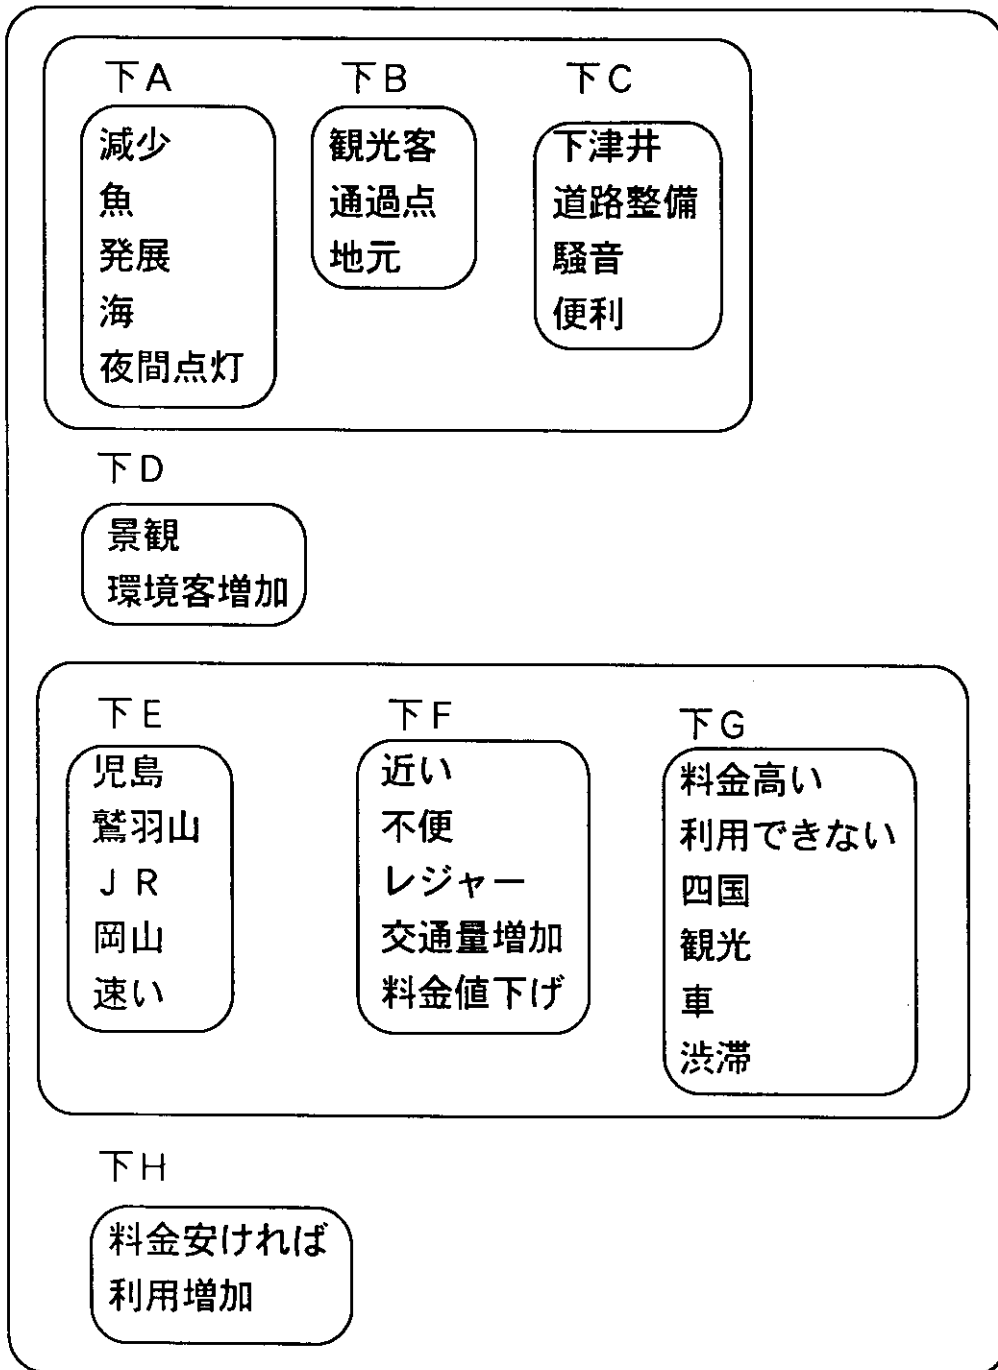 下A
減少
魚
発展
海
夜間点灯
下B
観光客
通過点
地元
下C
下津井
道路整備
騒音
便利
下D
景観
環境客増加
下E
児島
鷲羽山
JR
岡山
速い
下F
近い
不便
レジャー
交通量増加
料金値下げ
下G
料金高い
利用できない
四国
観光
車
渋滞
下H
料金安ければ
利用増加